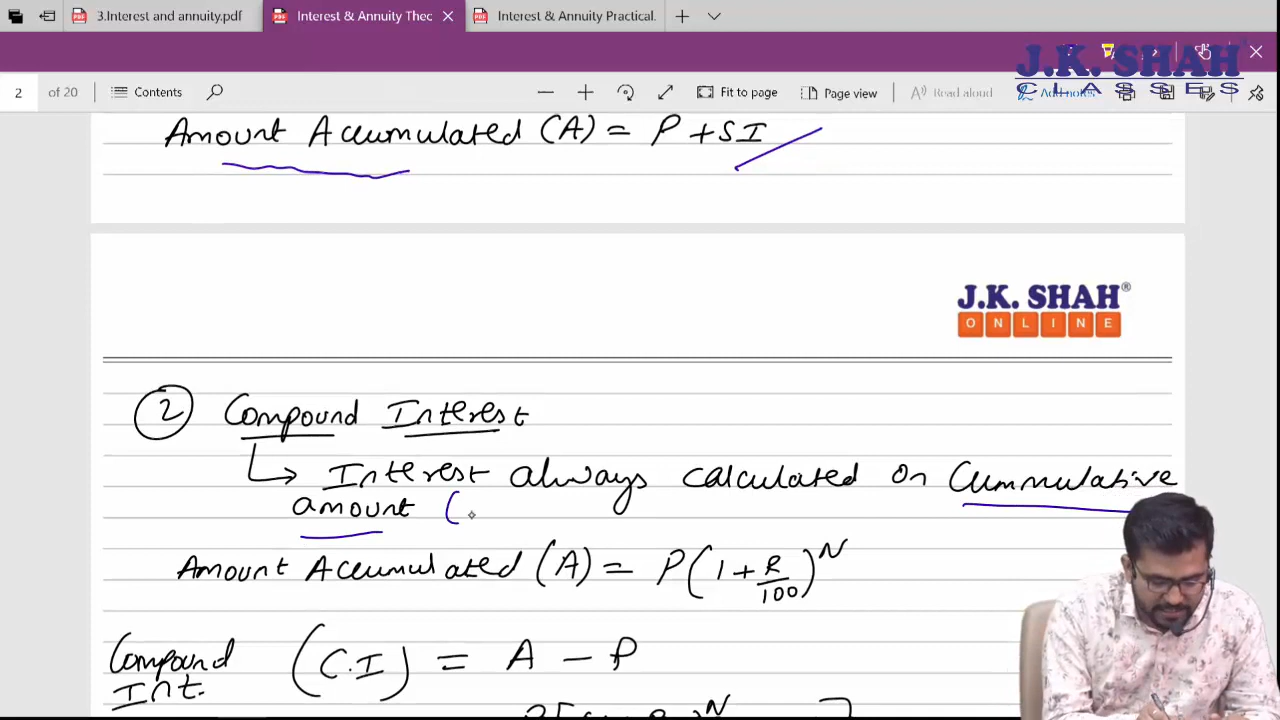 3.Interest and annuity.pdf
Interest & Annuity Thec
Interest & Annuity Practical.
J.K. SHAH
CLASSES
2 of 20
Contents
Fit to page
Page view
Read aloud
Add notes
Amount Accumulated (A) = P + SI
J.K. SHAH®
ONLINE
2 Compound Interest
Interest always calculated on Cummulative
amount (
Amount Accumulated (A) = P(1+R/100)^N
Compound Int. (C.I) = A - P